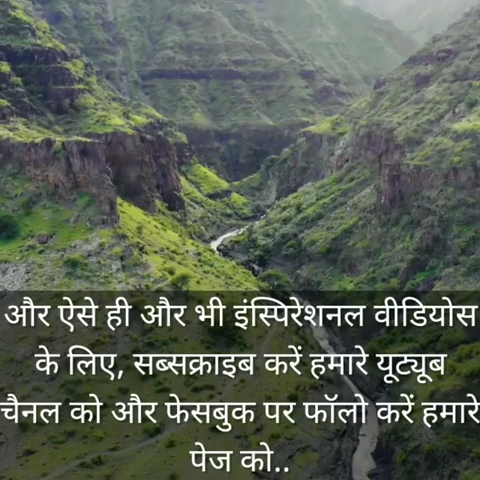 और ऐसे ही और भी इंस्पिरेशनल वीडियोस
के लिए, सब्सक्राइब करें हमारे यूट्यूब
चैनल को और फेसबुक पर फॉलो करें हमारे
पेज को..